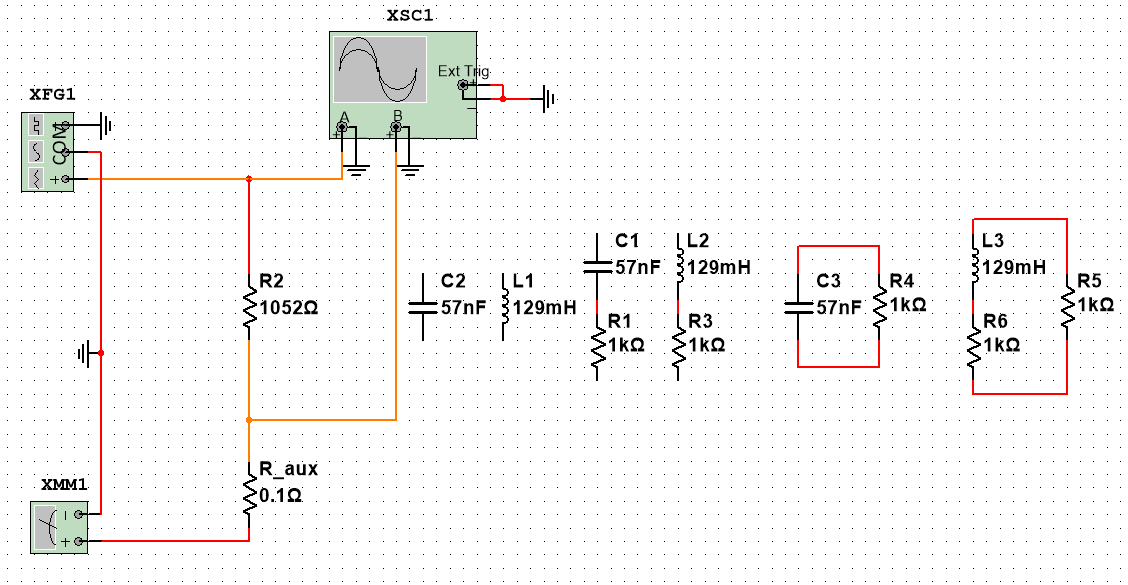 XSC1
Ext Trig
+
−
A
B
+
+
XFG1
COM
+
R2
1052Ω
C2
57nF
L1
129mH
C1
57nF
R1
1kΩ
L2
129mH
R3
1kΩ
C3
57nF
R4
1kΩ
L3
129mH
R6
1kΩ
R5
1kΩ
R_aux
0.1Ω
XMM1
−
+